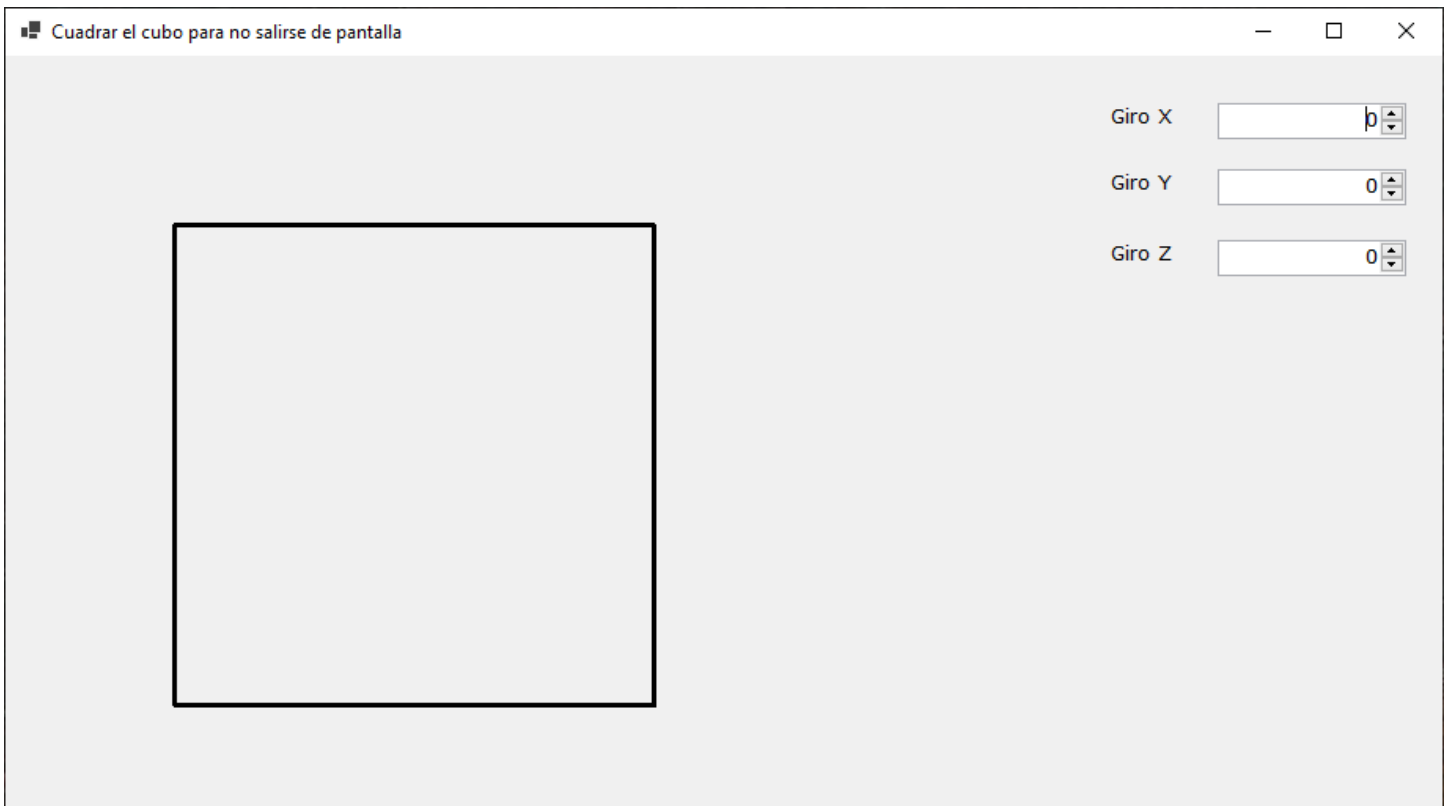 Cuadrar el cubo para no salirse de pantalla
Giro X 0
Giro Y 0
Giro Z 0